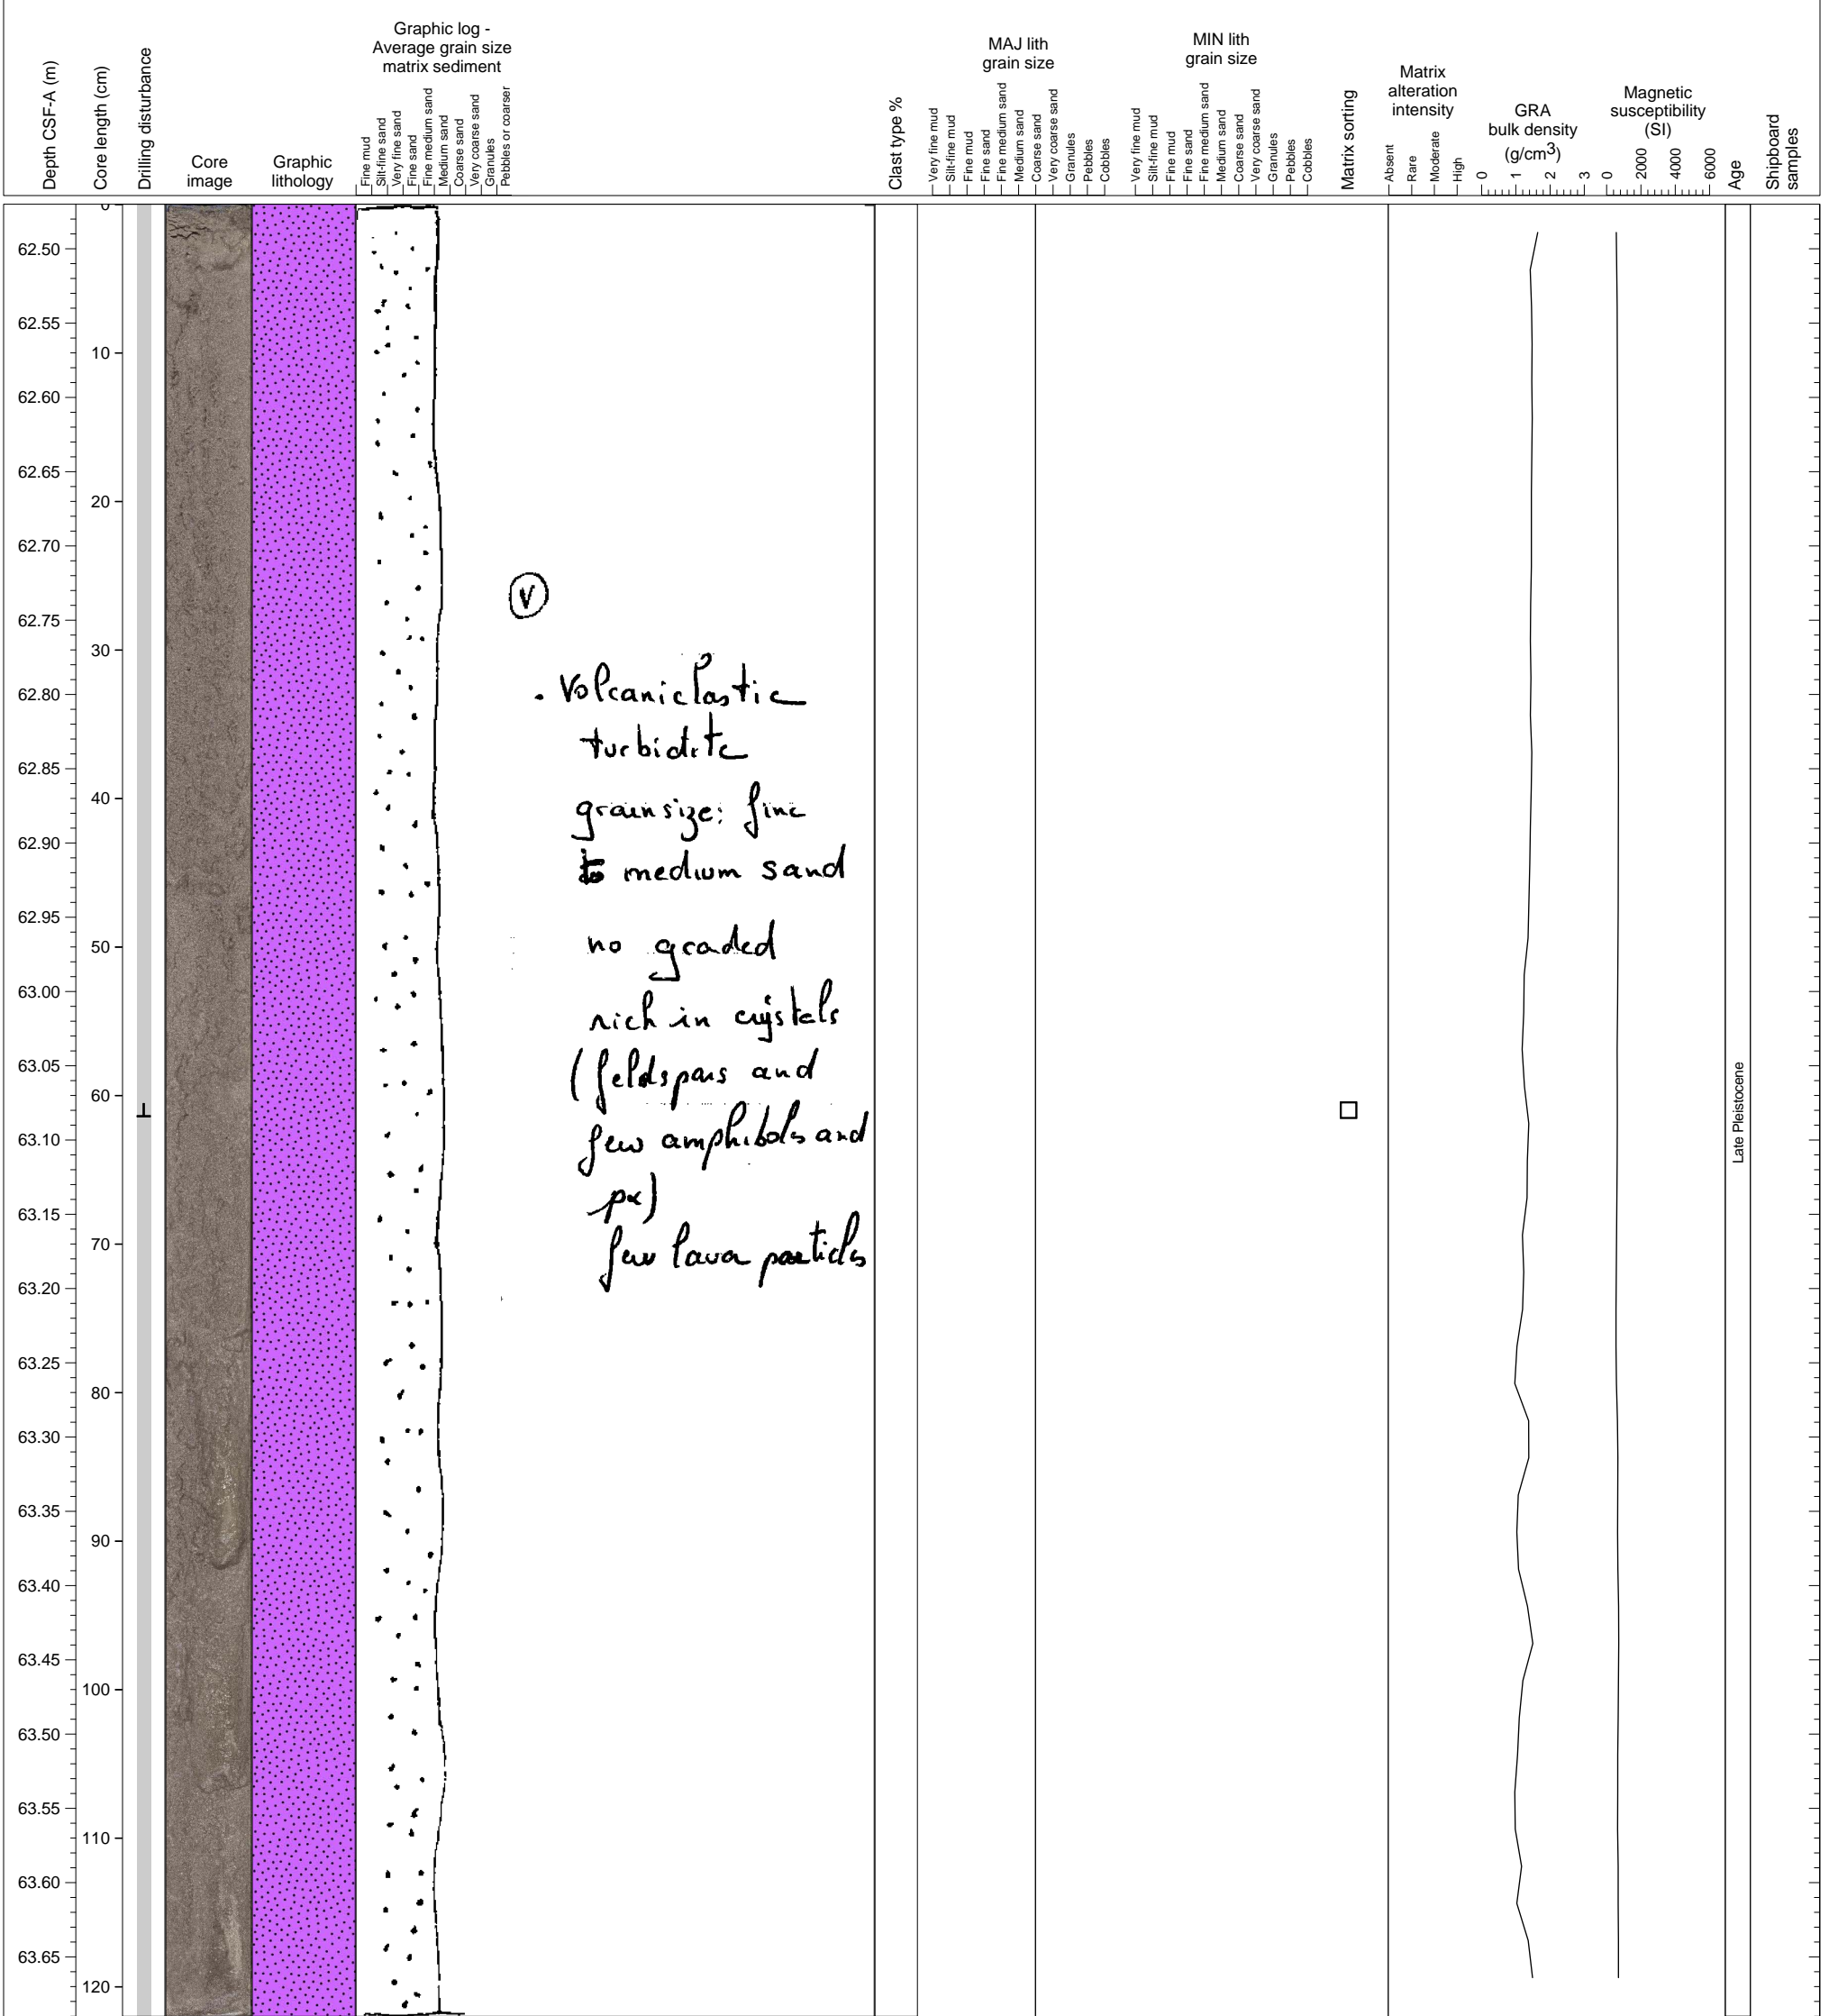 Graphic log -
Average grain size
matrix sediment
MAJ lith
grain size
MIN lith
grain size
Matrix
alteration
intensity
GRA
bulk density
(g/cm3)
Magnetic
susceptibility
(SI)
Depth CSF-A (m)
Core length (cm)
Drilling disturbance
Core
image
Graphic
lithology
Fine mud
Silt-fine sand
Very fine sand
Fine sand
Fine medium sand
Medium sand
Coarse sand
Very coarse sand
Granules
Pebbles or coarser
Clast type %
Very fine mud
Silt-fine mud
Fine mud
Fine sand
Fine medium sand
Medium sand
Coarse sand
Very coarse sand
Granules
Pebbles
Cobbles
Very fine mud
Silt-fine mud
Fine mud
Fine sand
Fine medium sand
Medium sand
Coarse sand
Very coarse sand
Granules
Pebbles
Cobbles
Matrix sorting
Absent
Rare
Moderate
High
0 1 2 3
0 2000 4000 6000
Age
Shipboard
samples
0
62.50
62.55
10
62.60
62.65
20
62.70
V
62.75
30
62.80
. Volcaniclastic
turbidite
62.85
40
grainsize: fine
62.90
to medium sand
62.95
50
no graded
63.00
rich in crystals
63.05
(feldspars and
60
63.10
few amphibols and
63.15
px)
70
few lava particles
63.20
63.25
80
63.30
63.35
90
63.40
63.45
100
63.50
63.55
110
63.60
63.65
120
Late Pleistocene